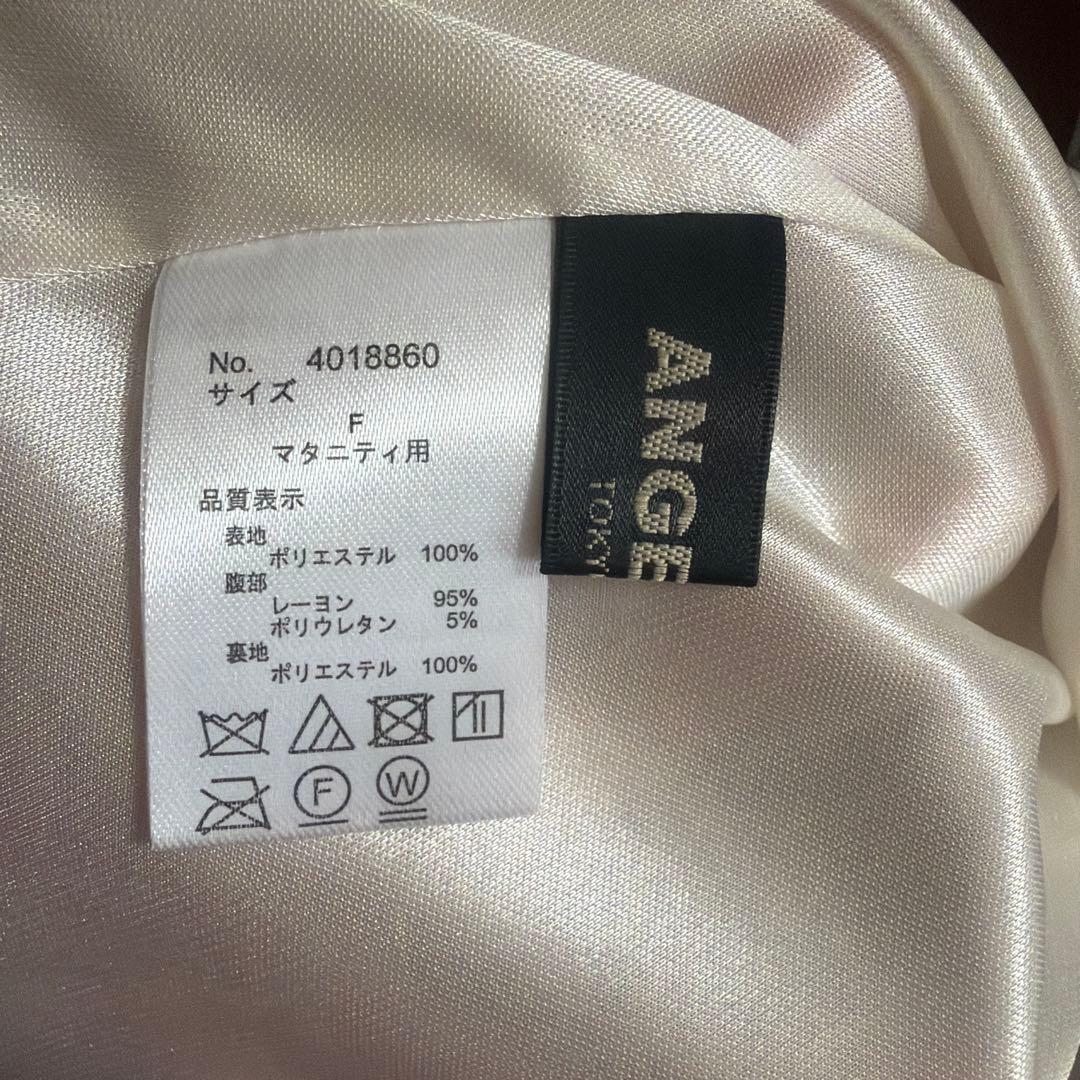 No. 4018860
サイズ
F
マタニティ用
品質表示
表地
ポリエステル 100%
腹部
レーヨン 95%
ポリウレタン 5%
裏地
ポリエステル 100%
F
W
ANGE
TOKY